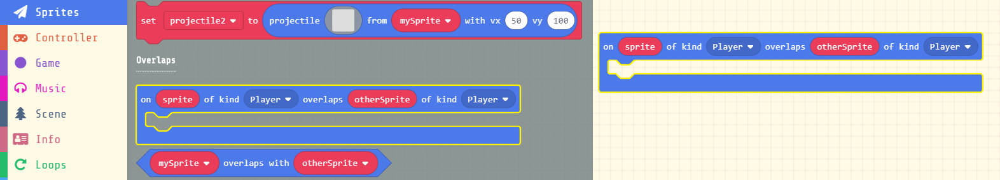 Sprites
Controller
Game
Music
Scene
Info
Loops
set projectile2 to projectile from mySprite with vx 50 vy 100
Overlaps
on sprite of kind Player overlaps otherSprite of kind Player
mySprite overlaps with otherSprite
on sprite of kind Player overlaps otherSprite of kind Player